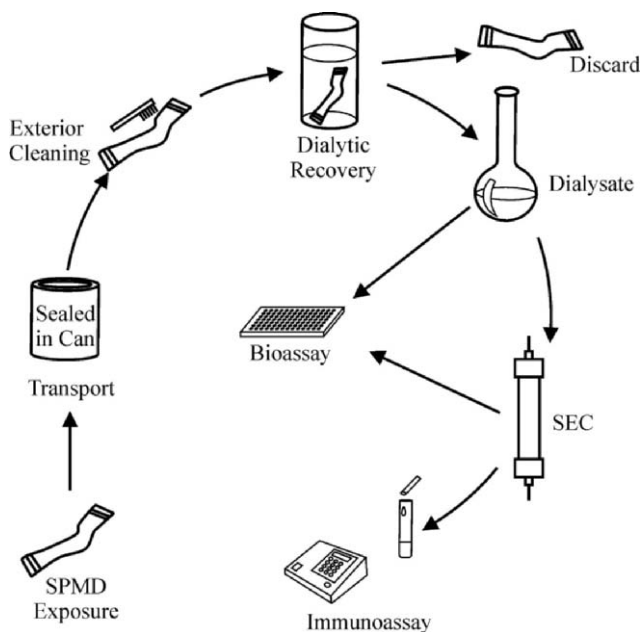 Exterior
Cleaning
Dialytic
Recovery
Discard
Dialysate
Sealed
in Can
Transport
Bioassay
SEC
SPMD
Exposure
Immunoassay